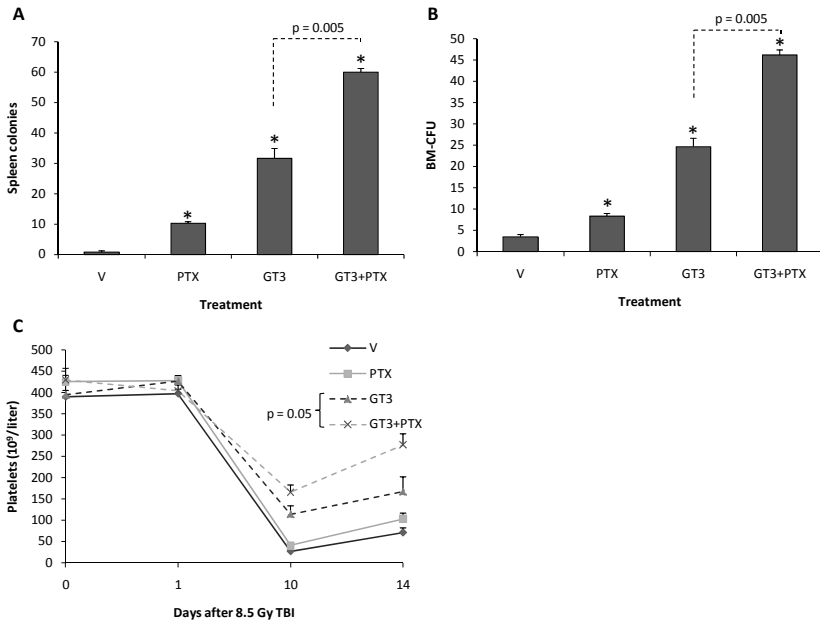 A
p = 0.005
70
60
50
40
30
20
10
0
Spleen colonies
*
*
*
V PTX GT3 GT3+PTX
Treatment
B
p = 0.005
50
45
40
35
30
25
20
15
10
5
0
BM-CFU
*
*
*
V PTX GT3 GT3+PTX
Treatment
C
500
450
400
350
300
250
200
150
100
50
0
Platelets (10⁹/liter)
V
PTX
GT3
GT3+PTX
p = 0.05
0 1 10 14
Days after 8.5 Gy TBI